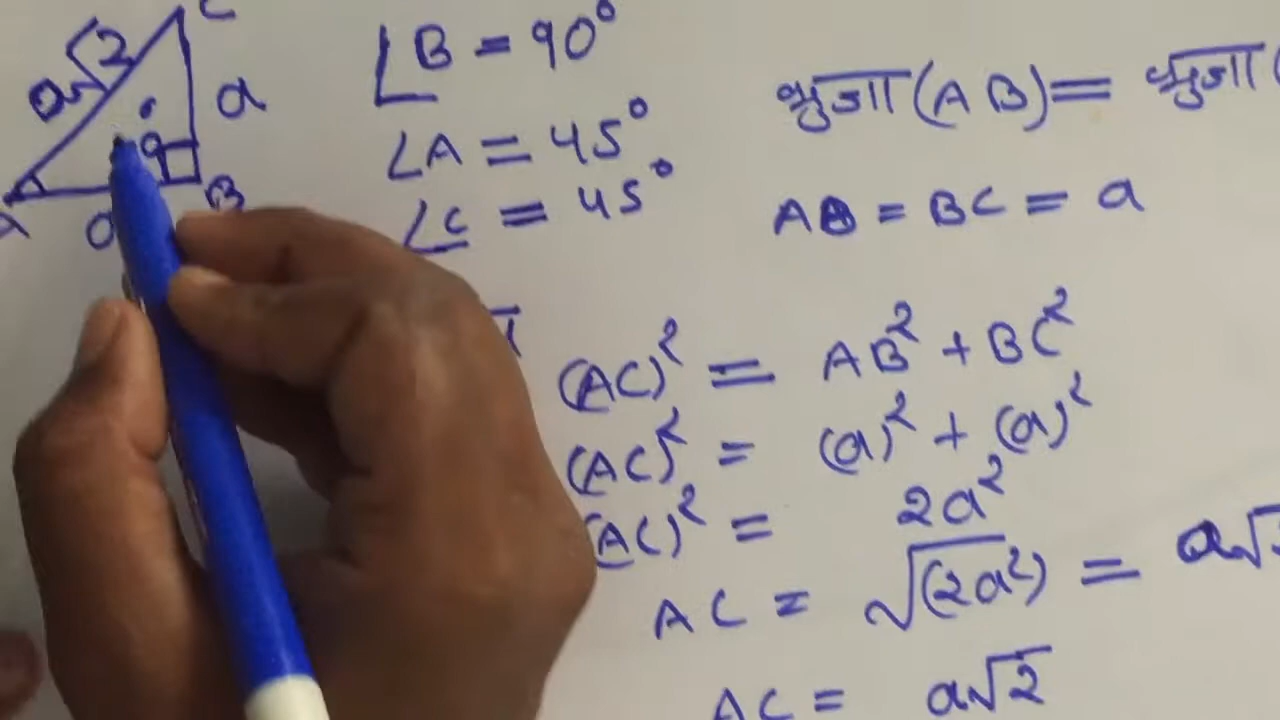 C
a√2
a
A
B
∠B = 90°
∠A = 45°
∠C = 45°
भुजा(AB) = भुजा(
AB = BC = a
(AC)² = AB² + BC²
(AC)² = (a)² + (a)²
(AC)² = 2a²
AC = √(2a²) = a√
AC = a√2